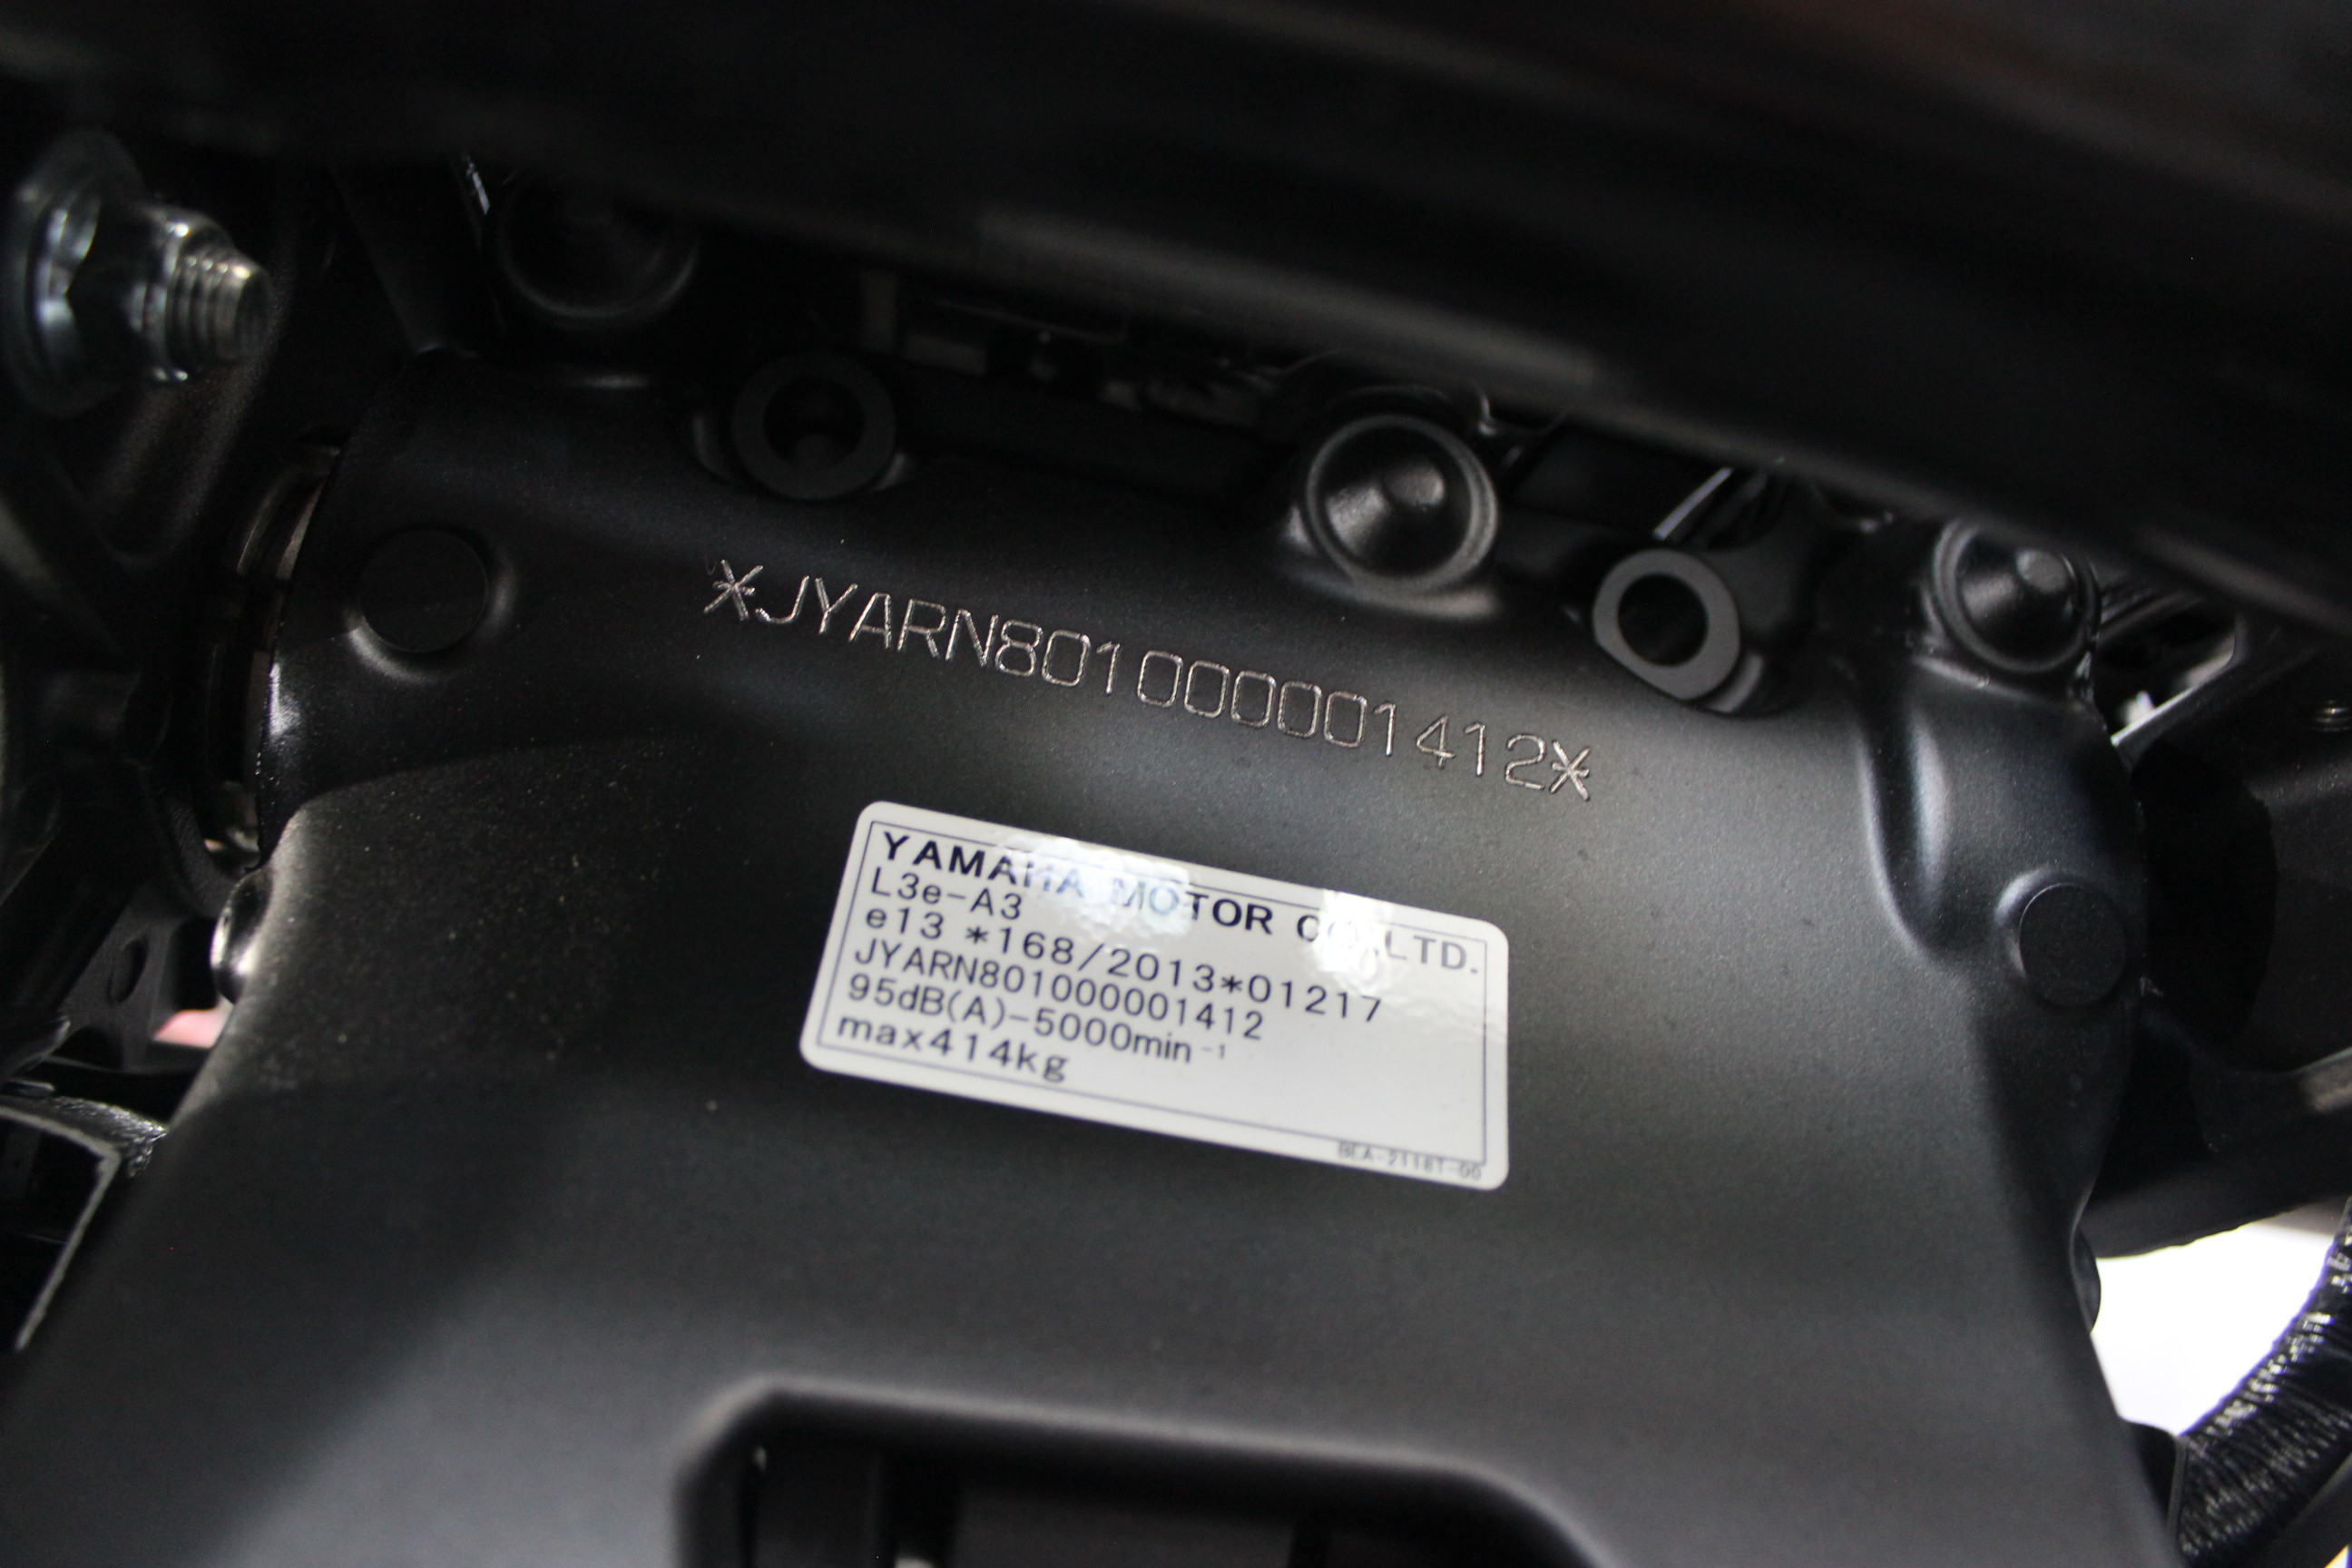 *JYARN801000001412*
YAMAHA MOTOR CO.,LTD.
L3e-A3
e13 *168/2013*01217
JYARN801000001412
95dB(A)-5000min⁻¹
max414kg